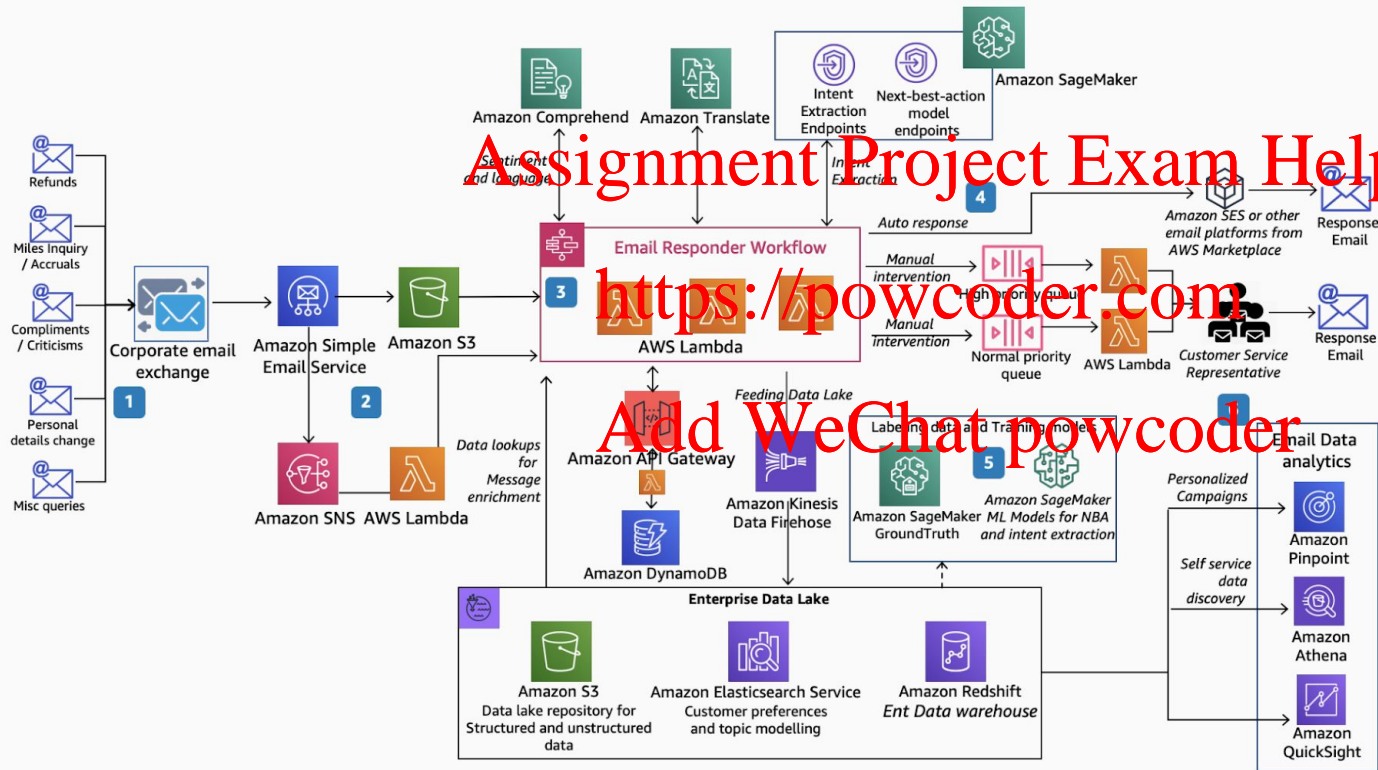 Amazon SageMaker
Intent
Extraction
Endpoints
Next-best-action
model
endpoints
Amazon Comprehend
Amazon Translate
Assignment Project Exam Help
Sentiment
and language
Intent
Extraction
4
Refunds
Miles Inquiry
/ Accruals
Compliments
/ Criticisms
Personal
details change
Misc queries
Corporate email
exchange
1
Amazon Simple
Email Service
2
Amazon S3
Amazon SNS
AWS Lambda
Email Responder Workflow
3
https://powcoder.com
AWS Lambda
Auto response
Amazon SES or other
email platforms from
AWS Marketplace
Response
Email
Manual
intervention
High priority queue
Manual
intervention
Normal priority
queue
AWS Lambda
Customer Service
Representative
Response
Email
Data lookups
for
Message
enrichment
Feeding Data Lake
Add WeChat powcoder
Amazon API Gateway
Amazon DynamoDB
Amazon Kinesis
Data Firehose
Labeling data and Training models
5
Amazon SageMaker
GroundTruth
Amazon SageMaker
ML Models for NBA
and intent extraction
Email Data
analytics
Personalized
Campaigns
Amazon
Pinpoint
Self service
data
discovery
Amazon
Athena
Amazon
QuickSight
Enterprise Data Lake
Amazon S3
Data lake repository for
Structured and unstructured
data
Amazon Elasticsearch Service
Customer preferences
and topic modelling
Amazon Redshift
Ent Data warehouse